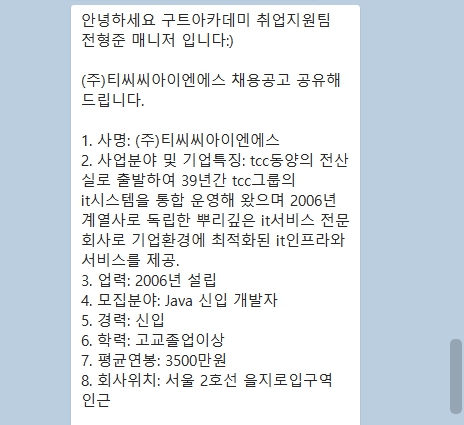 안녕하세요 구트아카데미 취업지원팀
전형준 매니저 입니다:)
(주)티씨씨아이엔에스 채용공고 공유해
드립니다.
1. 사명: (주)티씨씨아이엔에스
2. 사업분야 및 기업특징: tcc동양의 전산
실로 출발하여 39년간 tcc그룹의
it시스템을 통합 운영해 왔으며 2006년
계열사로 독립한 뿌리깊은 it서비스 전문
회사로 기업환경에 최적화된 it인프라와
서비스를 제공.
3. 업력: 2006년 설립
4. 모집분야: Java 신입 개발자
5. 경력: 신입
6. 학력: 고교졸업이상
7. 평균연봉: 3500만원
8. 회사위치: 서울 2호선 을지로입구역
인근